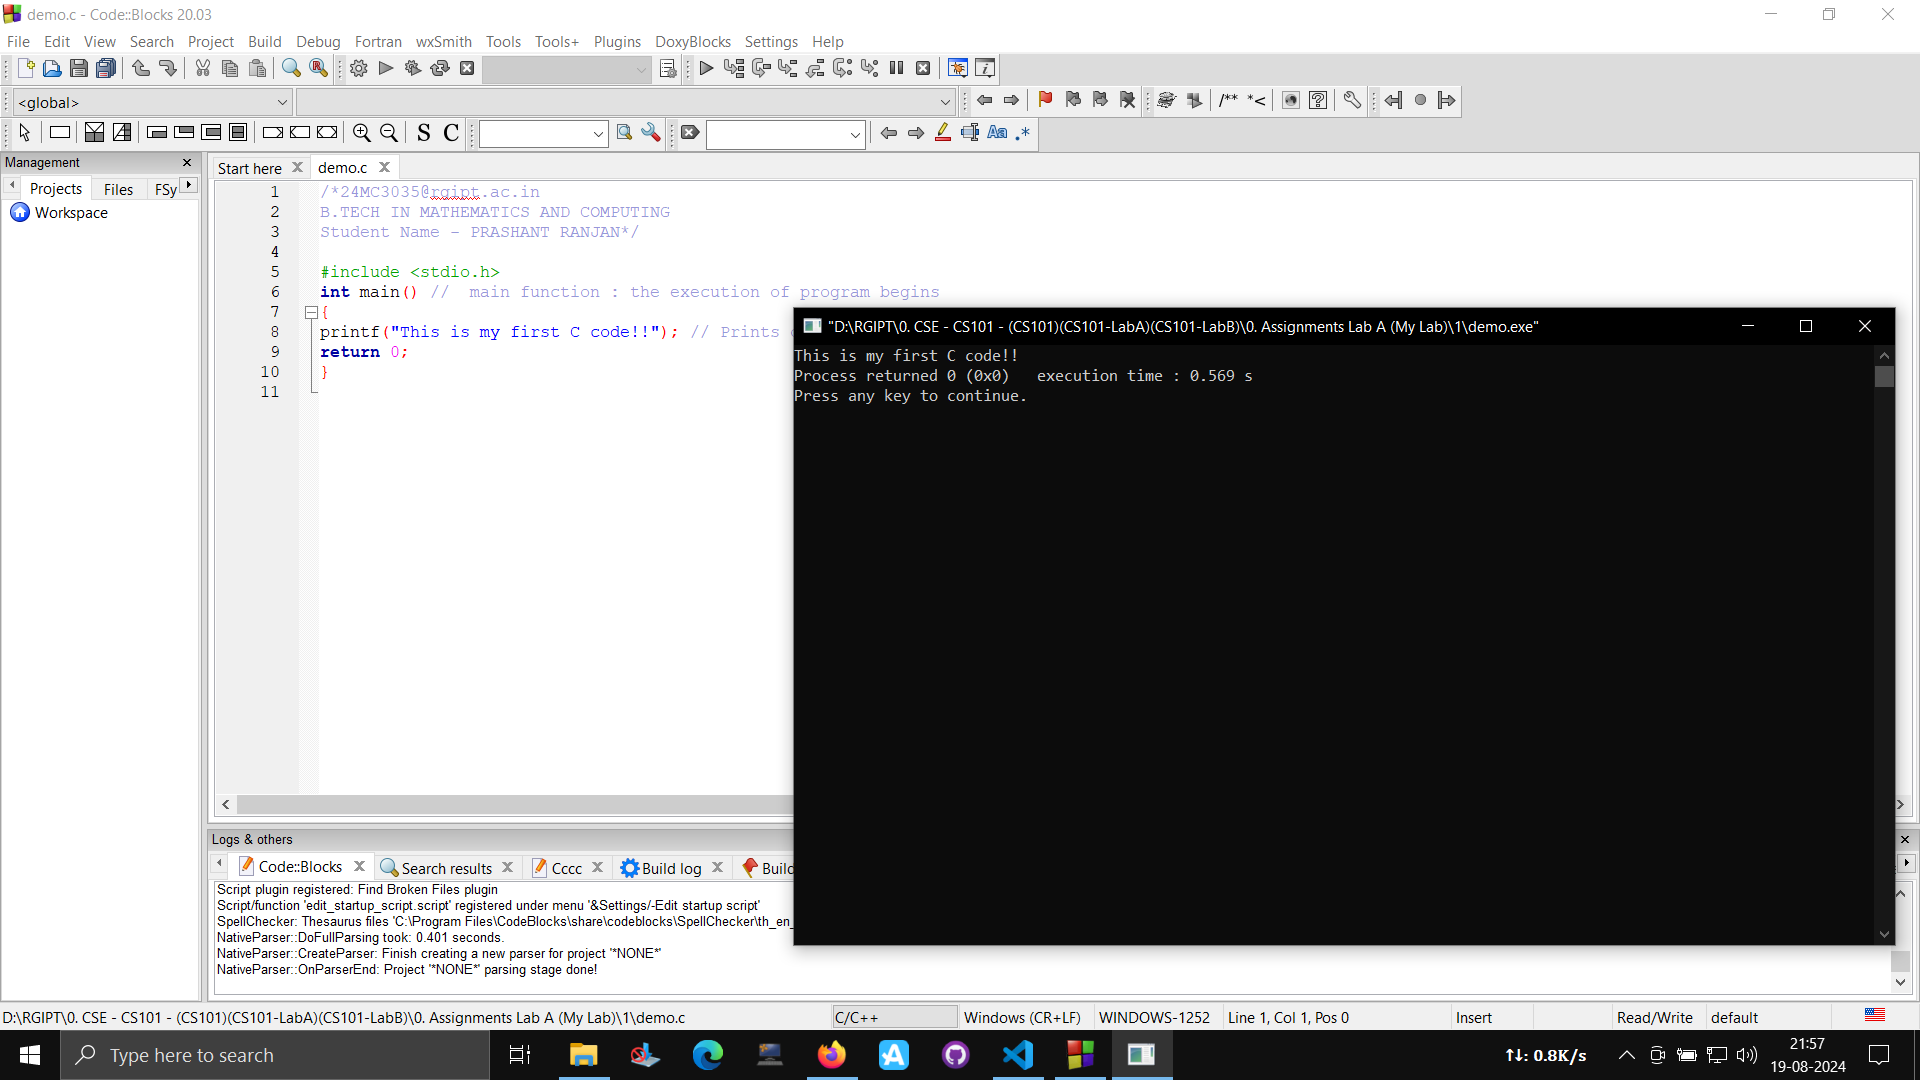 demo.c - Code::Blocks 20.03
File Edit View Search Project Build Debug Fortran wxSmith Tools Tools+ Plugins DoxyBlocks Settings Help
<global>
/** *<
S C
Aa .*
Management
Projects Files FSy
Workspace
Start here demo.c
1 /*24MC3035@rgipt.ac.in
2 B.TECH IN MATHEMATICS AND COMPUTING
3 Student Name - PRASHANT RANJAN*/
4
5 #include <stdio.h>
6 int main() //  main function : the execution of program begins
7 {
8 printf("This is my first C code!!"); // Prints
9 return 0;
10 }
11
"D:\RGIPT\0. CSE - CS101 - (CS101)(CS101-LabA)(CS101-LabB)\0. Assignments Lab A (My Lab)\1\demo.exe"
This is my first C code!!
Process returned 0 (0x0)   execution time : 0.569 s
Press any key to continue.
Logs & others
Code::Blocks Search results Cccc Build log Build
Script plugin registered: Find Broken Files plugin
Script/function 'edit_startup_script.script' registered under menu '&Settings/-Edit startup script'
SpellChecker: Thesaurus files 'C:\Program Files\CodeBlocks\share\codeblocks\SpellChecker\th_en_
NativeParser::DoFullParsing took: 0.401 seconds.
NativeParser::CreateParser: Finish creating a new parser for project '*NONE*'
NativeParser::OnParserEnd: Project '*NONE*' parsing stage done!
D:\RGIPT\0. CSE - CS101 - (CS101)(CS101-LabA)(CS101-LabB)\0. Assignments Lab A (My Lab)\1\demo.c C/C++ Windows (CR+LF) WINDOWS-1252 Line 1, Col 1, Pos 0 Insert Read/Write default
Type here to search
↑↓: 0.8K/s
21:57
19-08-2024